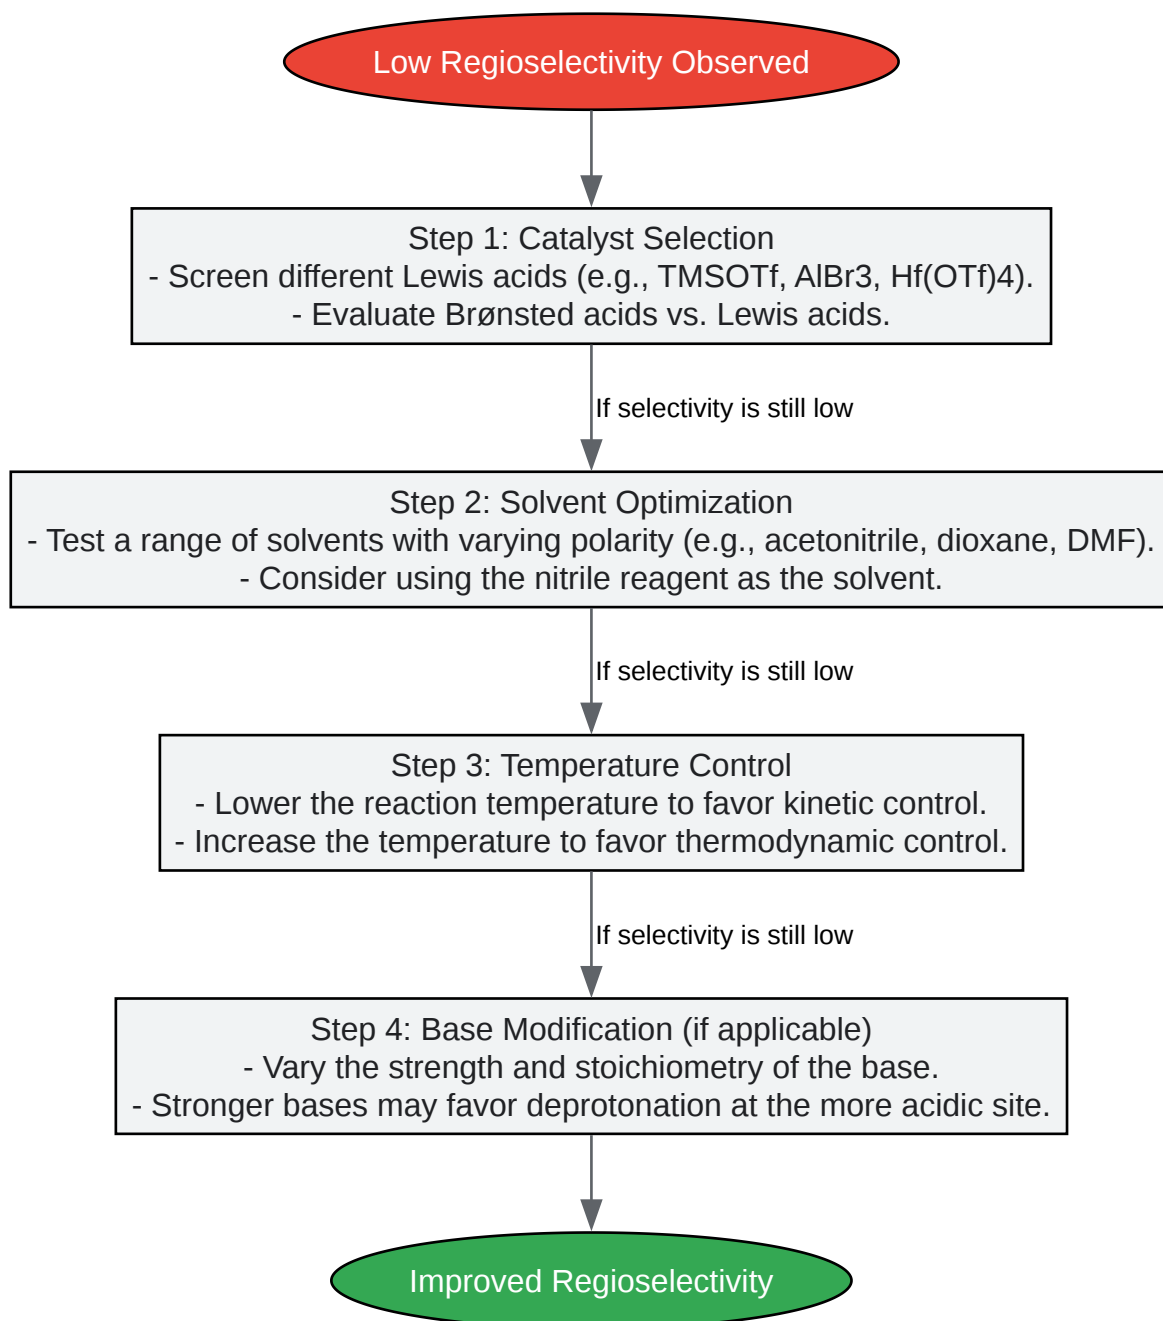 Low Regioselectivity Observed
Step 1: Catalyst Selection
- Screen different Lewis acids (e.g., TMSOTf, AlBr3, Hf(OTf)4).
- Evaluate Brønsted acids vs. Lewis acids.
If selectivity is still low
Step 2: Solvent Optimization
- Test a range of solvents with varying polarity (e.g., acetonitrile, dioxane, DMF).
- Consider using the nitrile reagent as the solvent.
If selectivity is still low
Step 3: Temperature Control
- Lower the reaction temperature to favor kinetic control.
- Increase the temperature to favor thermodynamic control.
If selectivity is still low
Step 4: Base Modification (if applicable)
- Vary the strength and stoichiometry of the base.
- Stronger bases may favor deprotonation at the more acidic site.
Improved Regioselectivity